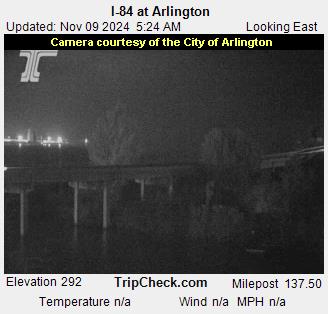 I-84 at Arlington
Updated: Nov 09 2024 5:24 AM Looking East
Camera courtesy of the City of Arlington
Elevation 292 TripCheck.com Milepost 137.50
Temperature n/a Wind n/a MPH n/a